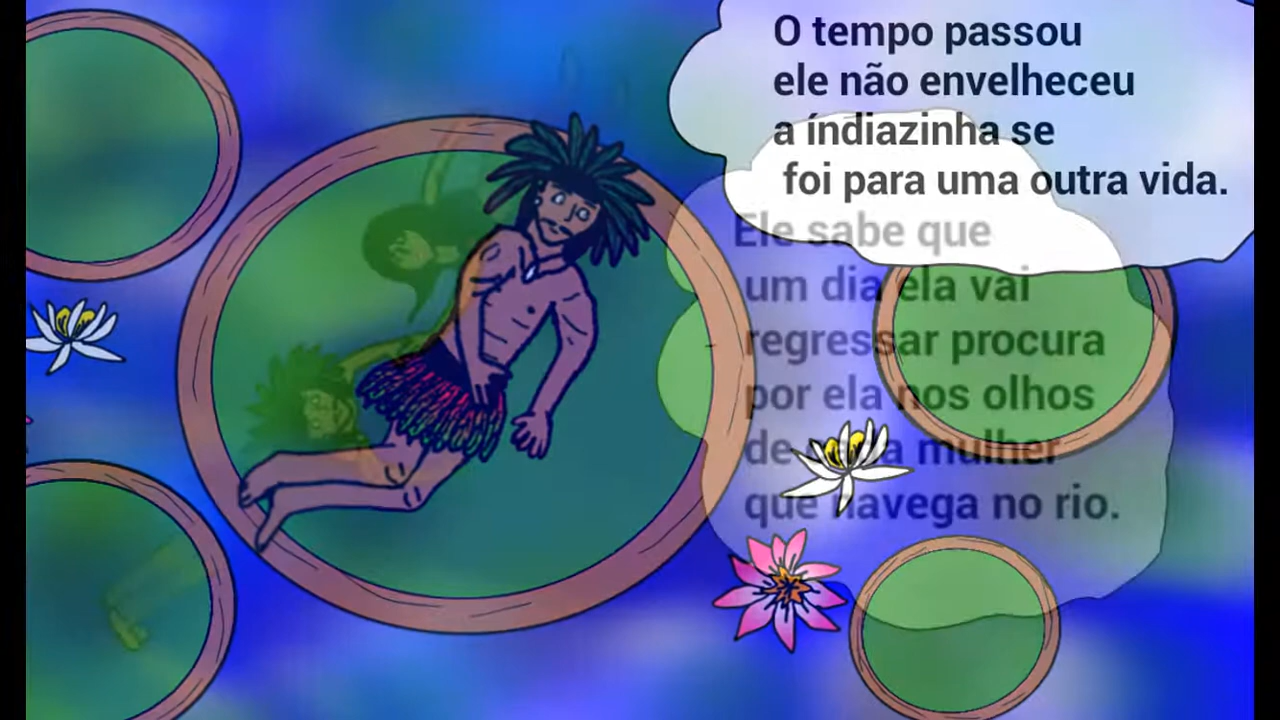 O tempo passou
ele não envelheceu
a índiazinha se
foi para uma outra vida.
Ele sabe que
um dia ela vai
regressar procura
por ela nos olhos
de cada mulher
que navega no rio.